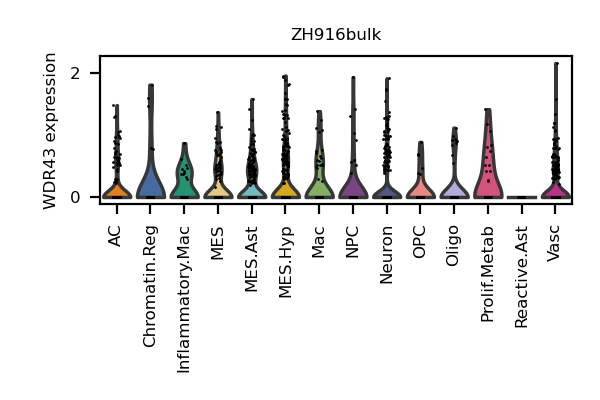 ZH916bulk
WDR43 expression
2
0
AC
Chromatin.Reg
Inflammatory.Mac
MES
MES.Ast
MES.Hyp
Mac
NPC
Neuron
OPC
Oligo
Prolif.Metab
Reactive.Ast
Vasc